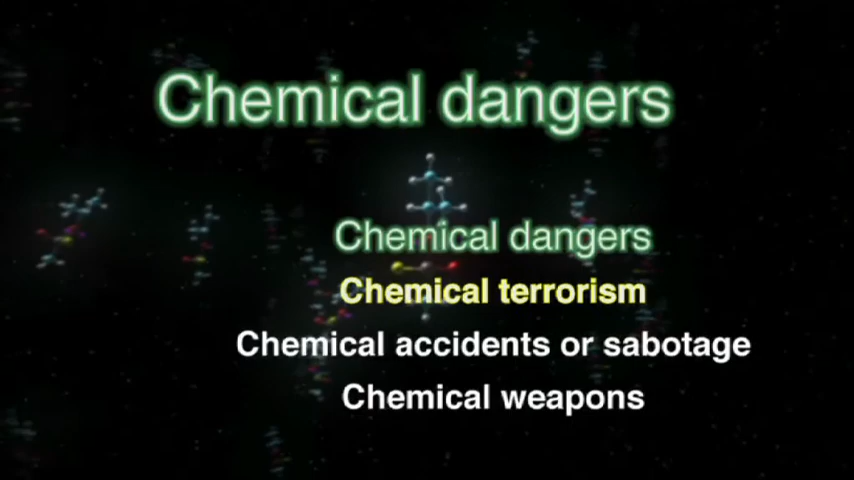 Chemical dangers
Chemical dangers
Chemical terrorism
Chemical accidents or sabotage
Chemical weapons